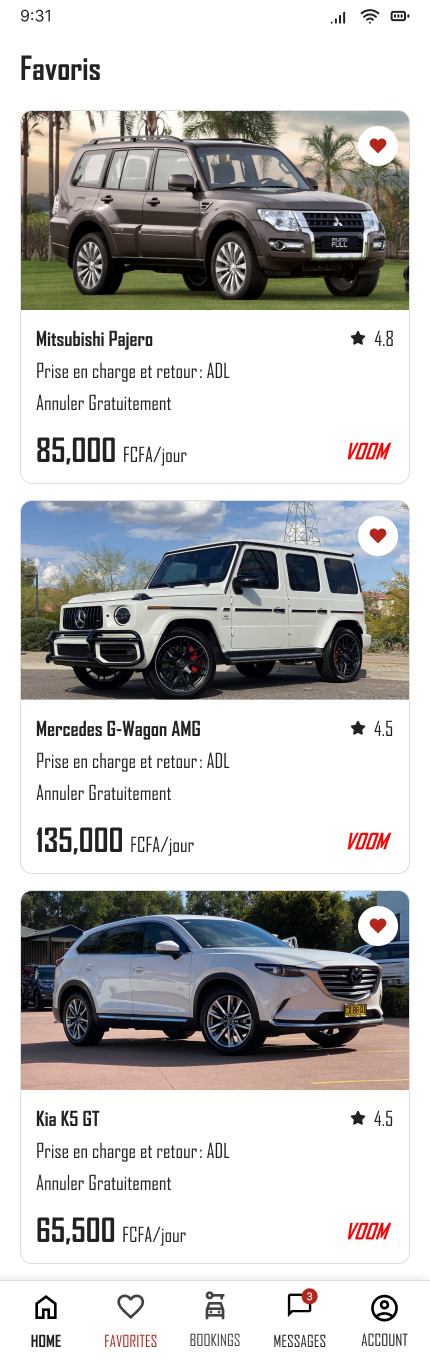 9:31
Favoris
Mitsubishi Pajero 4.8
Prise en charge et retour: ADL
Annuler Gratuitement
85,000 FCFA/jour VOOM
Mercedes G-Wagon AMG 4.5
Prise en charge et retour: ADL
Annuler Gratuitement
135,000 FCFA/jour VOOM
Kia K5 GT 4.5
Prise en charge et retour: ADL
Annuler Gratuitement
65,500 FCFA/jour VOOM
3
HOME FAVORITES BOOKINGS MESSAGES ACCOUNT